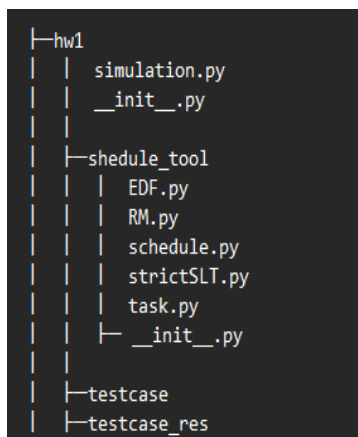 ├─hw1
│  │  simulation.py
│  │  __init__.py
│  │
│  ├─shedule_tool
│  │  │  EDF.py
│  │  │  RM.py
│  │  │  schedule.py
│  │  │  strictSLT.py
│  │  │  task.py
│  │  ├─ __init__.py
│  │
│  ├─testcase
│  ├─testcase_res